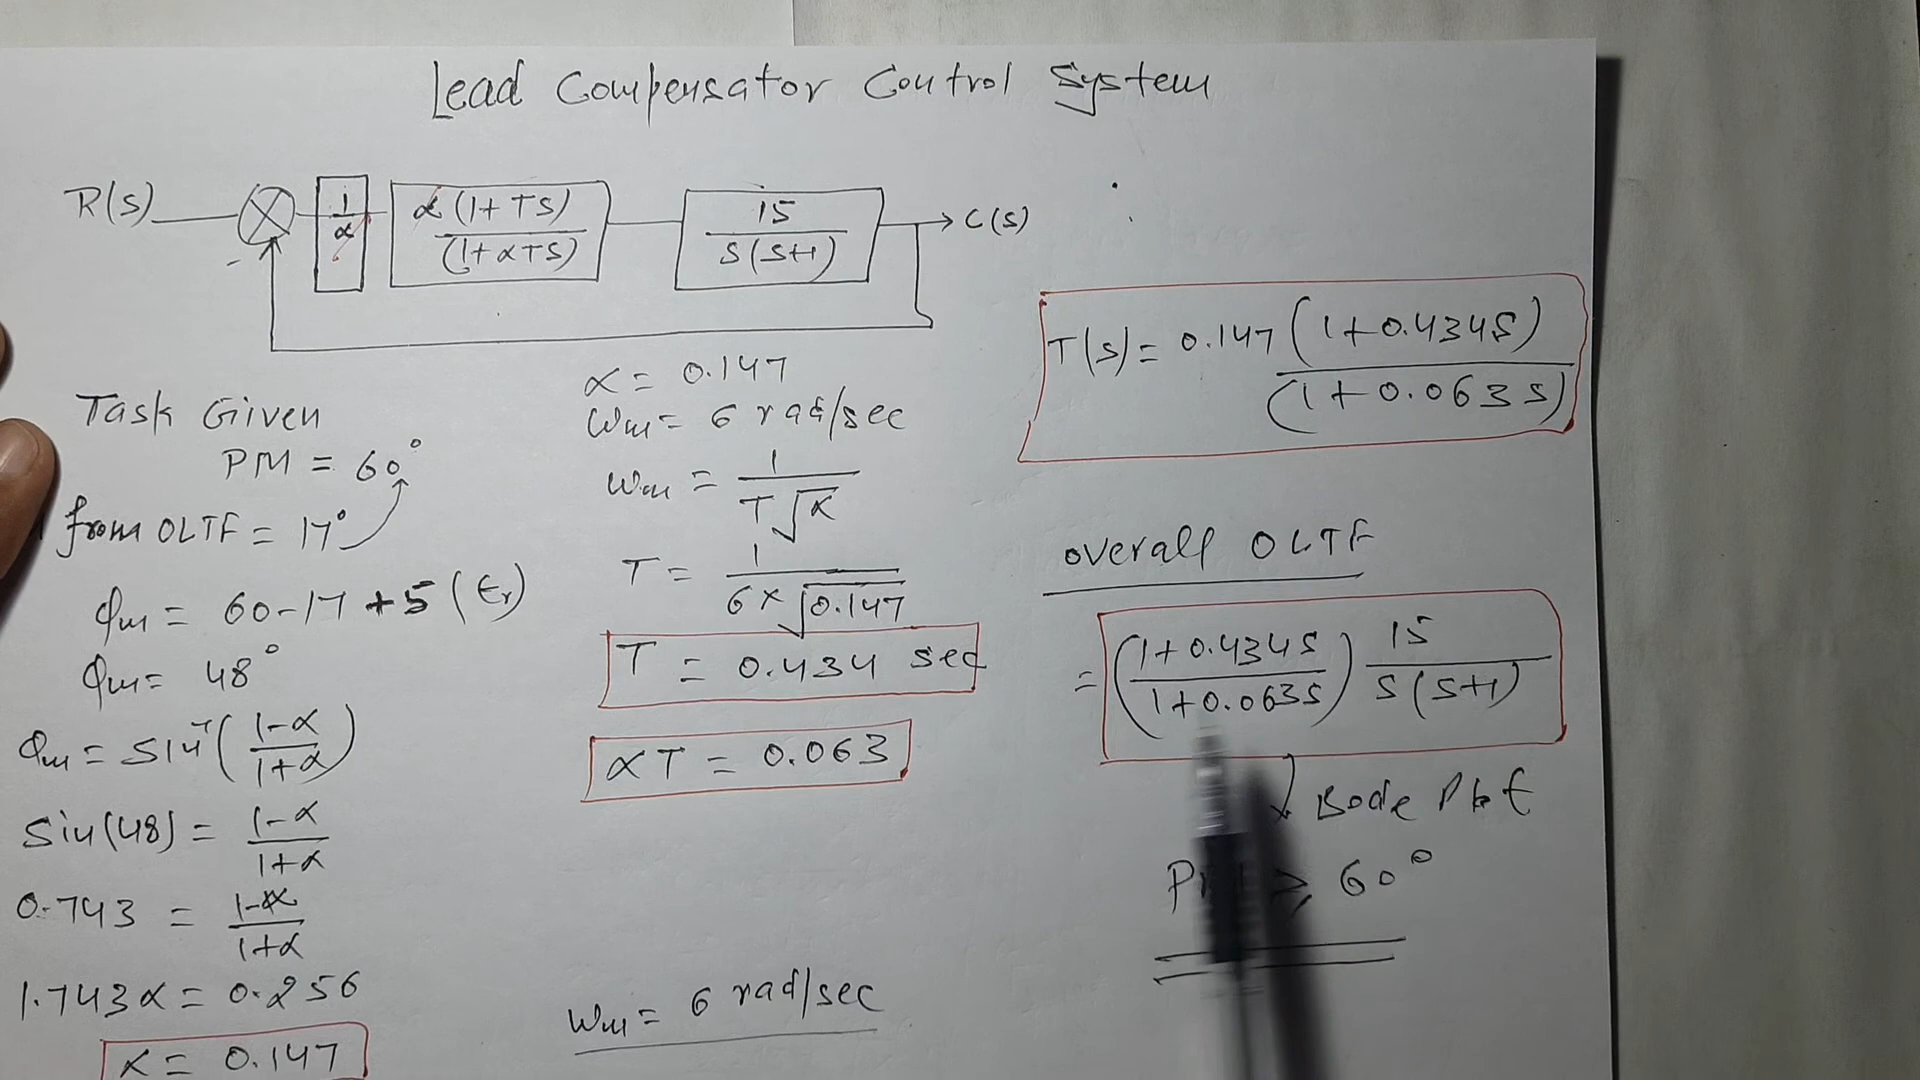 Lead Compensator Control System
R(s) 1/α α(1+TS)/(1+αTS) 15/S(S+1) C(s)
-
Task Given
PM = 60°
from OLTF = 17°
φm = 60-17+5(Er)
φm = 48°
φm = sin⁻¹(1-α/1+α)
Sin(48) = 1-α/1+α
0.743 = 1-α/1+α
1.743α = 0.256
α = 0.147
α = 0.147
ωm = 6 rad/sec
ωm = 1/T√α
T = 1/6×√0.147
T = 0.434 sec
αT = 0.063
ωm = 6 rad/sec
T(s) = 0.147 (1+0.434S)/(1+0.063S)
overall OLTF
= (1+0.434S/1+0.063S) 15/S(S+1)
↓ Bode Plot
≥ 60°